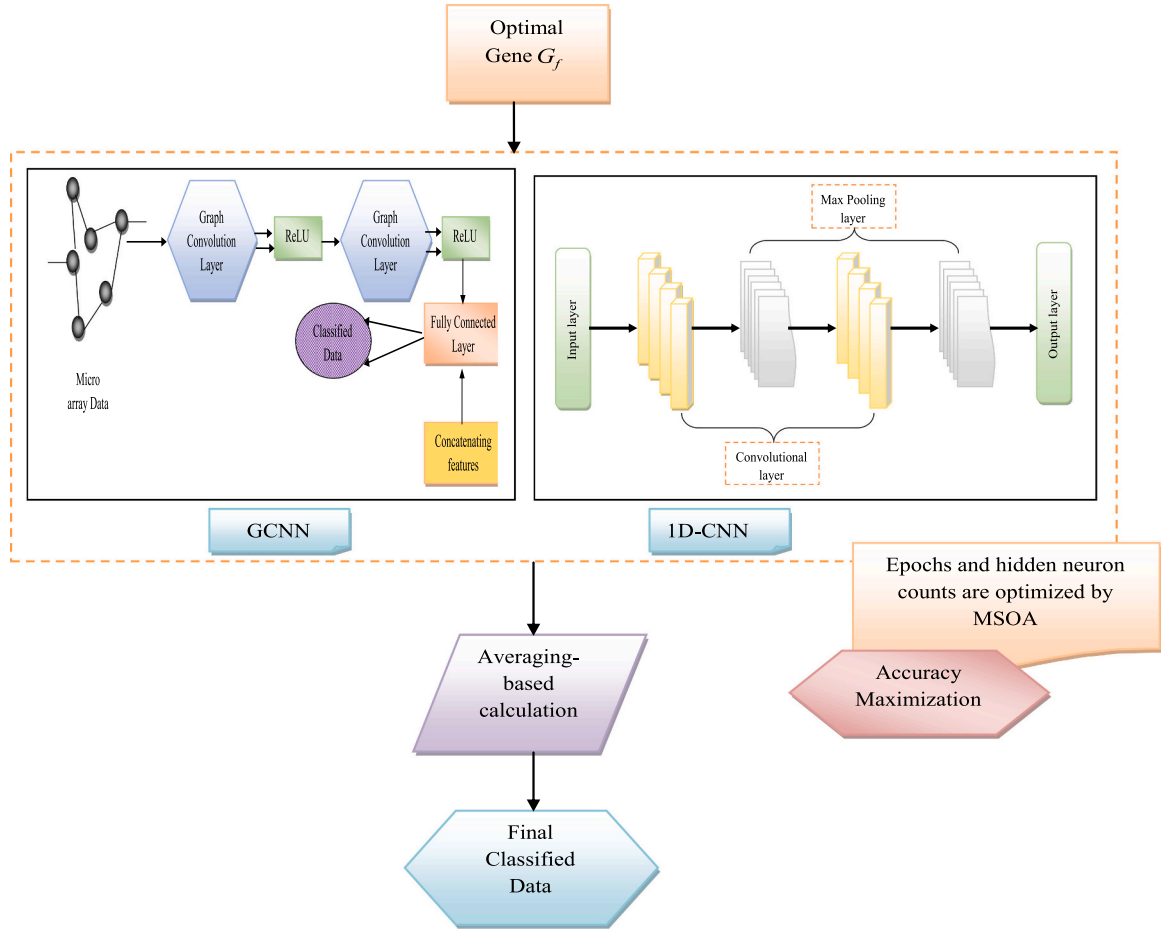 Optimal
Gene G_f
Graph
Convolution
Layer
ReLU
Graph
Convolution
Layer
ReLU
Classified
Data
Fully Connected
Layer
Micro
array Data
Concatenating
features
GCNN
Max Pooling
layer
Input layer
Output layer
Convolutional
layer
1D-CNN
Epochs and hidden neuron
counts are optimized by
MSOA
Accuracy
Maximization
Averaging-
based
calculation
Final
Classified
Data